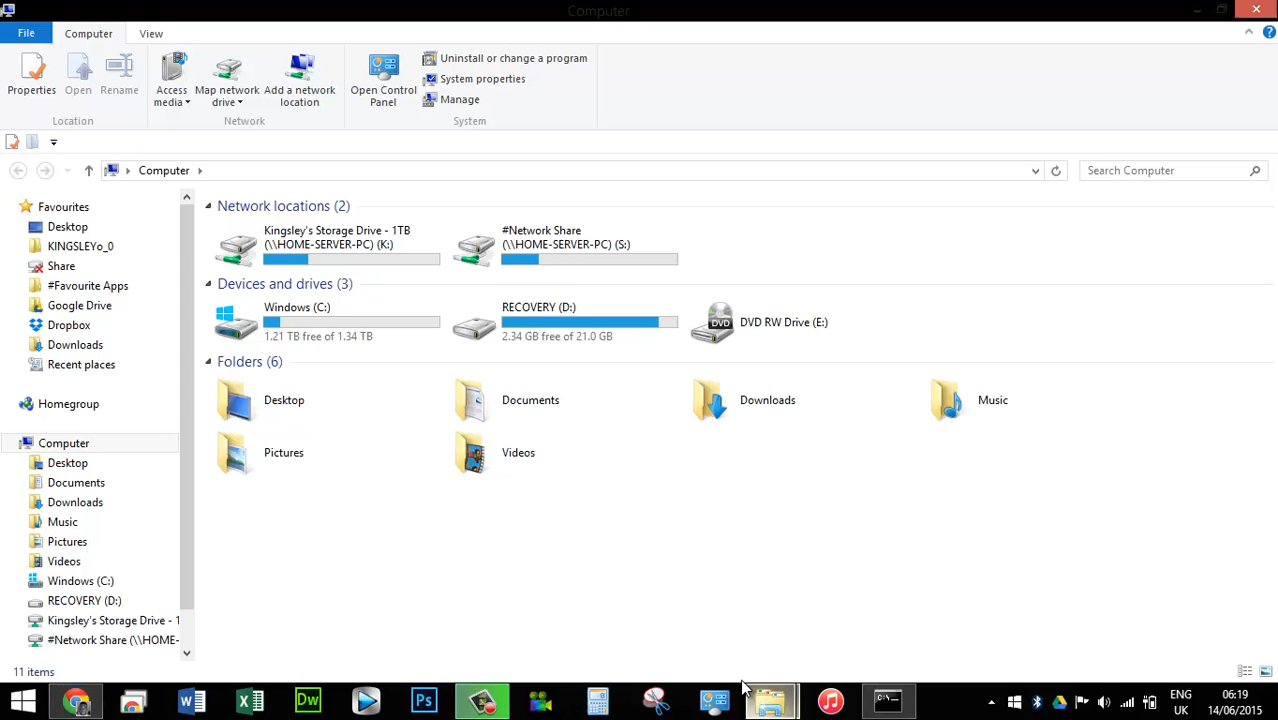 Computer
File
Computer
View
Properties
Open
Rename
Access media
Map network drive
Add a network location
Open Control Panel
Uninstall or change a program
System properties
Manage
Location
Network
System
Computer
Search Computer
Favourites
Desktop
KINGSLEYo_0
Share
#Favourite Apps
Google Drive
Dropbox
Downloads
Recent places
Homegroup
Computer
Desktop
Documents
Downloads
Music
Pictures
Videos
Windows (C:)
RECOVERY (D:)
Kingsley's Storage Drive - 1
#Network Share (\\HOME-
Network locations (2)
Kingsley's Storage Drive - 1TB
(\\HOME-SERVER-PC) (K:)
#Network Share
(\\HOME-SERVER-PC) (S:)
Devices and drives (3)
Windows (C:)
1.21 TB free of 1.34 TB
RECOVERY (D:)
2.34 GB free of 21.0 GB
DVD
DVD RW Drive (E:)
Folders (6)
Desktop
Documents
Downloads
Music
Pictures
Videos
11 items
Dw
Ps
ENG
UK
06:19
14/06/2015